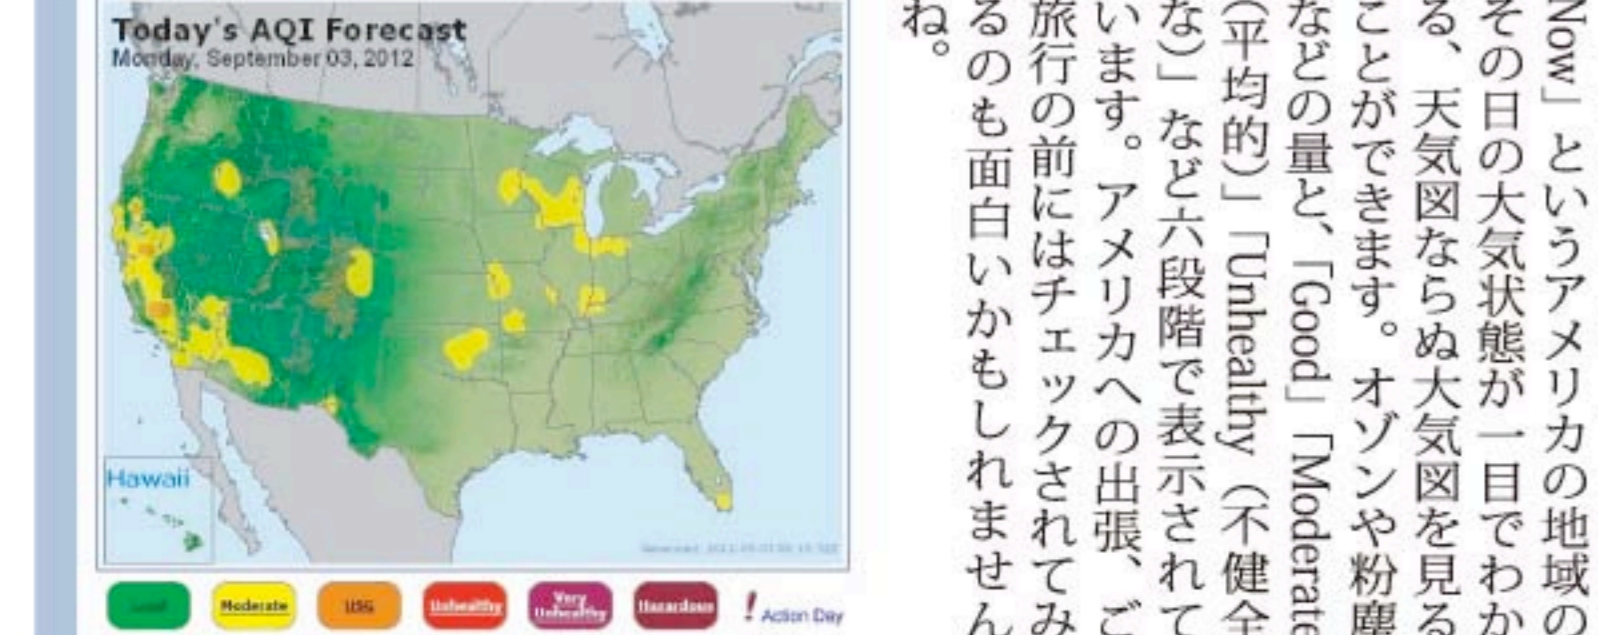 Today's AQI Forecast
Monday, September 03, 2012
Hawaii
Good
Moderate
USG
Unhealthy
Very
Unhealthy
Hazardous
! Action Day
Now」というアメリカの地域の
その日の大気状態が一目でわか
る、天気図ならぬ大気図を見る
ことができます。オゾンや粉塵
などの量と、「Good」「Moderate
(平均的)」「Unhealthy(不健全
な)」など六段階で表示されて
います。アメリカへの出張、ご
旅行の前にはチェックされてみ
るのも面白いかもしれません
ね。